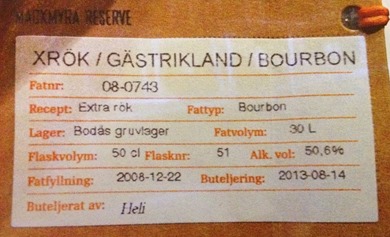 MACKMYRA RESERVE
XRÖK / GÄSTRIKLAND / BOURBON
Fatnr: 08-0743
Recept: Extra rök Fattyp: Bourbon
Lager: Bodås gruvlager Fatvolym: 30 L
Flaskvolym: 50 cl Flasknr: 51 Alk. vol: 50,6%
Fatfyllning: 2008-12-22 Buteljering: 2013-08-14
Buteljerat av: Heli